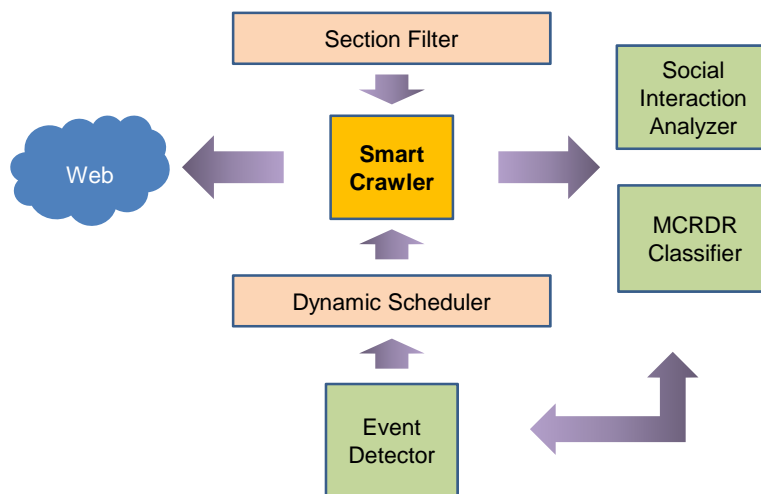 Section Filter
Social
Interaction
Analyzer
Web
Smart
Crawler
MCRDR
Classifier
Dynamic Scheduler
Event
Detector